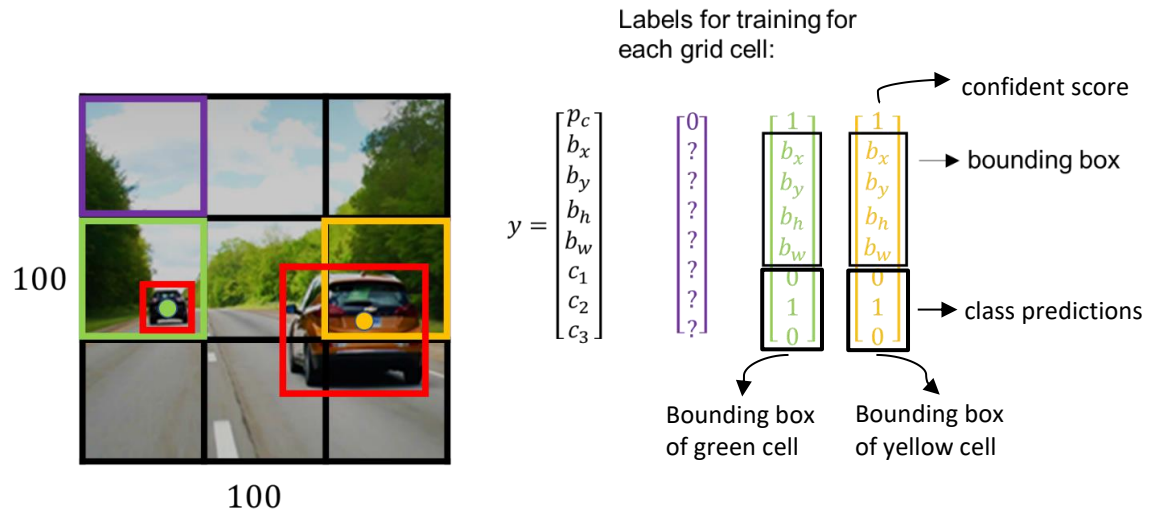 Labels for training for
each grid cell:
confident score
bounding box
class predictions
100
100
y =
p_c
b_x
b_y
b_h
b_w
c_1
c_2
c_3
0
?
?
?
?
?
?
?
1
b_x
b_y
b_h
b_w
0
1
0
1
b_x
b_y
b_h
b_w
0
1
0
Bounding box
of green cell
Bounding box
of yellow cell